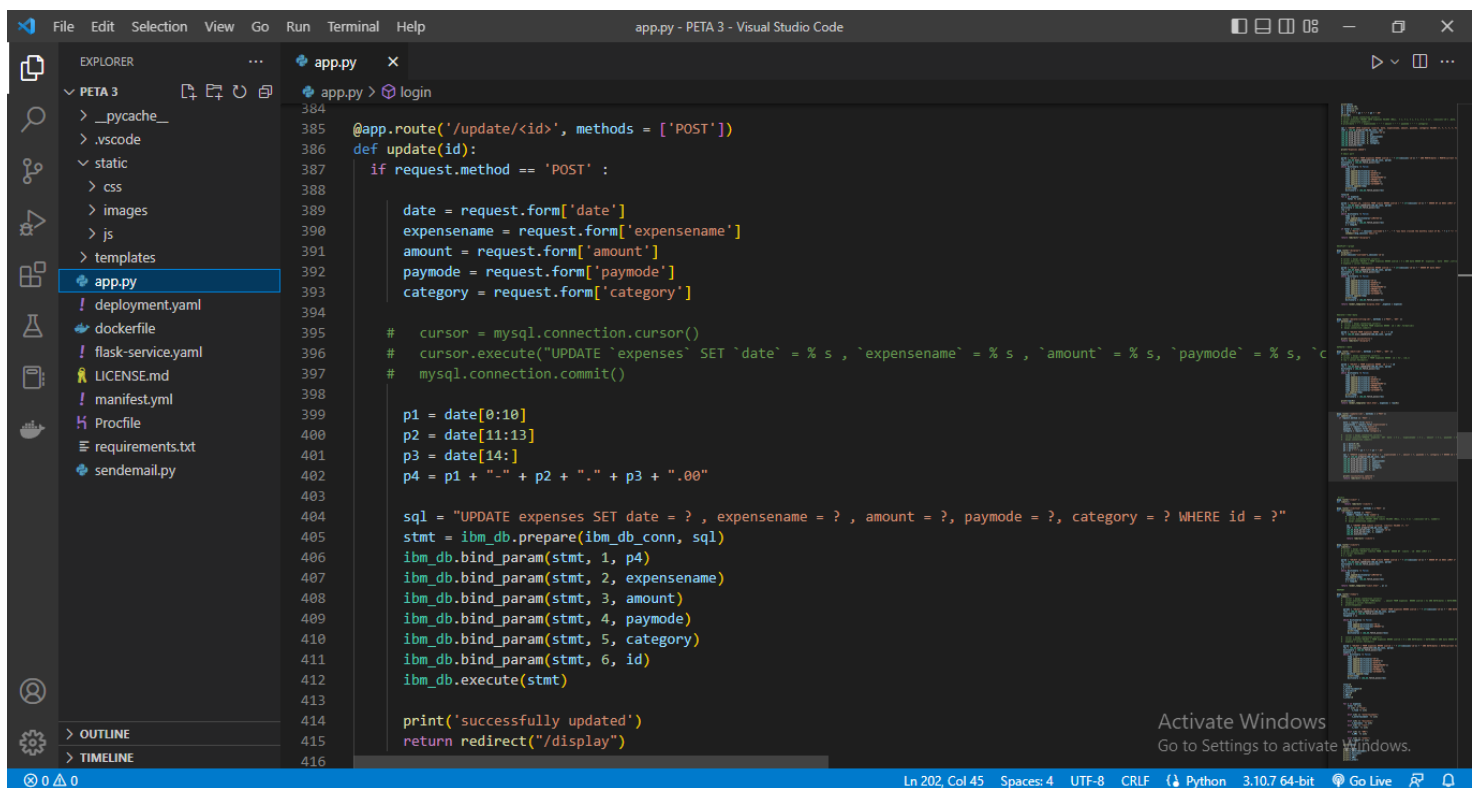 File Edit Selection View Go Run Terminal Help app.py - PETA 3 - Visual Studio Code
EXPLORER
app.py
PETA 3
app.py > login
> __pycache__
> .vscode
static
> css
> images
> js
> templates
app.py
! deployment.yaml
dockerfile
! flask-service.yaml
LICENSE.md
! manifest.yml
Procfile
requirements.txt
sendemail.py
> OUTLINE
> TIMELINE
384
385 @app.route('/update/<id>', methods = ['POST'])
386 def update(id):
387 if request.method == 'POST' :
388
389 date = request.form['date']
390 expensename = request.form['expensename']
391 amount = request.form['amount']
392 paymode = request.form['paymode']
393 category = request.form['category']
394
395 # cursor = mysql.connection.cursor()
396 # cursor.execute("UPDATE `expenses` SET `date` = % s , `expensename` = % s , `amount` = % s, `paymode` = % s, `c
397 # mysql.connection.commit()
398
399 p1 = date[0:10]
400 p2 = date[11:13]
401 p3 = date[14:]
402 p4 = p1 + "-" + p2 + "." + p3 + ".00"
403
404 sql = "UPDATE expenses SET date = ? , expensename = ? , amount = ?, paymode = ?, category = ? WHERE id = ?"
405 stmt = ibm_db.prepare(ibm_db_conn, sql)
406 ibm_db.bind_param(stmt, 1, p4)
407 ibm_db.bind_param(stmt, 2, expensename)
408 ibm_db.bind_param(stmt, 3, amount)
409 ibm_db.bind_param(stmt, 4, paymode)
410 ibm_db.bind_param(stmt, 5, category)
411 ibm_db.bind_param(stmt, 6, id)
412 ibm_db.execute(stmt)
413
414 print('successfully updated')
415 return redirect("/display")
416
Activate Windows
Go to Settings to activate Windows.
0 0 Ln 202, Col 45 Spaces: 4 UTF-8 CRLF Python 3.10.7 64-bit Go Live